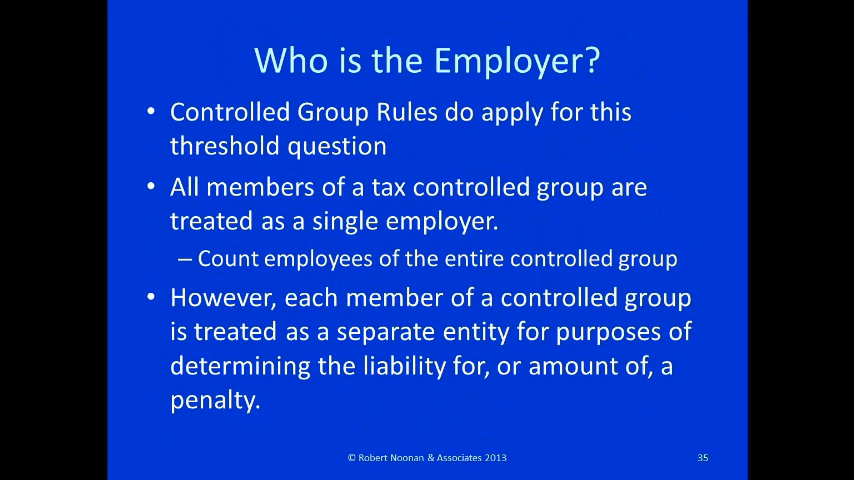 Who is the Employer?
• Controlled Group Rules do apply for this
threshold question
• All members of a tax controlled group are
treated as a single employer.
– Count employees of the entire controlled group
• However, each member of a controlled group
is treated as a separate entity for purposes of
determining the liability for, or amount of, a
penalty.
© Robert Noonan & Associates 2013
35